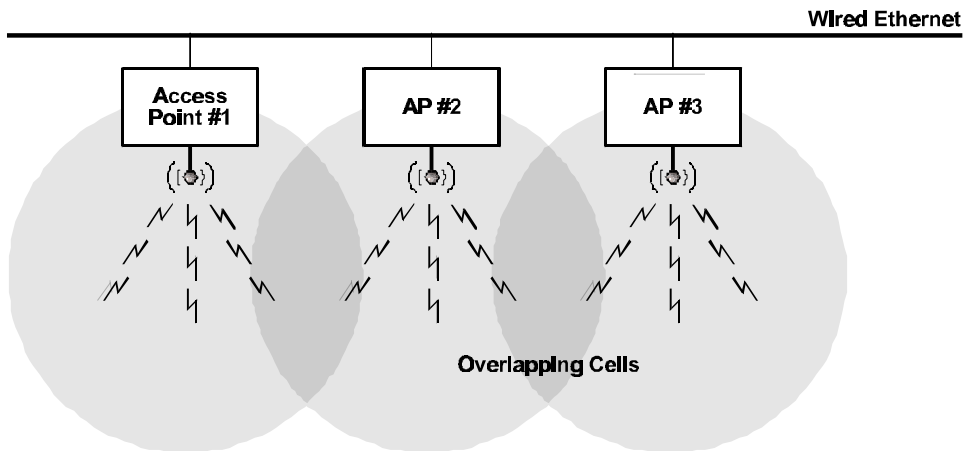 Wired Ethernet
Access
Point #1
AP #2
AP #3
Overlapping Cells